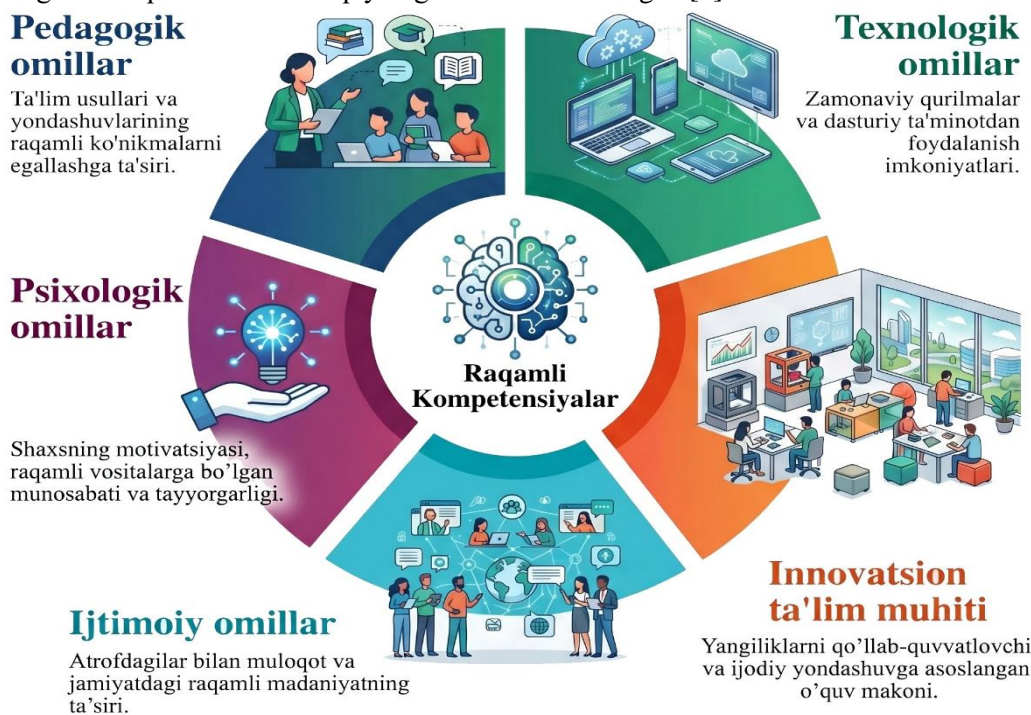 Pedagogik
omillar
Ta'lim usullari va
yondashuvlarining
raqamli ko'nikmalarni
egallashga ta'siri.
Texnologik
omillar
Zamonaviy qurilmalar
va dasturiy ta'minotdan
foydalanish
imkoniyatlari.
Psixologik
omillar
Shaxsning motivatsiyasi,
raqamli vositalarga bo’lgan
munosabati va tayyorgarligi.
Raqamli
Kompetensiyalar
Ijtimoiy omillar
Atrofdagilar bilan muloqot va
jamiyatdagi raqamli madaniyatning
ta’siri.
Innovatsion
ta'lim muhiti
Yangiliklarni qo’llab-quvvatlovchi
va ijodiy yondashuvga asoslangan
o’quv makoni.